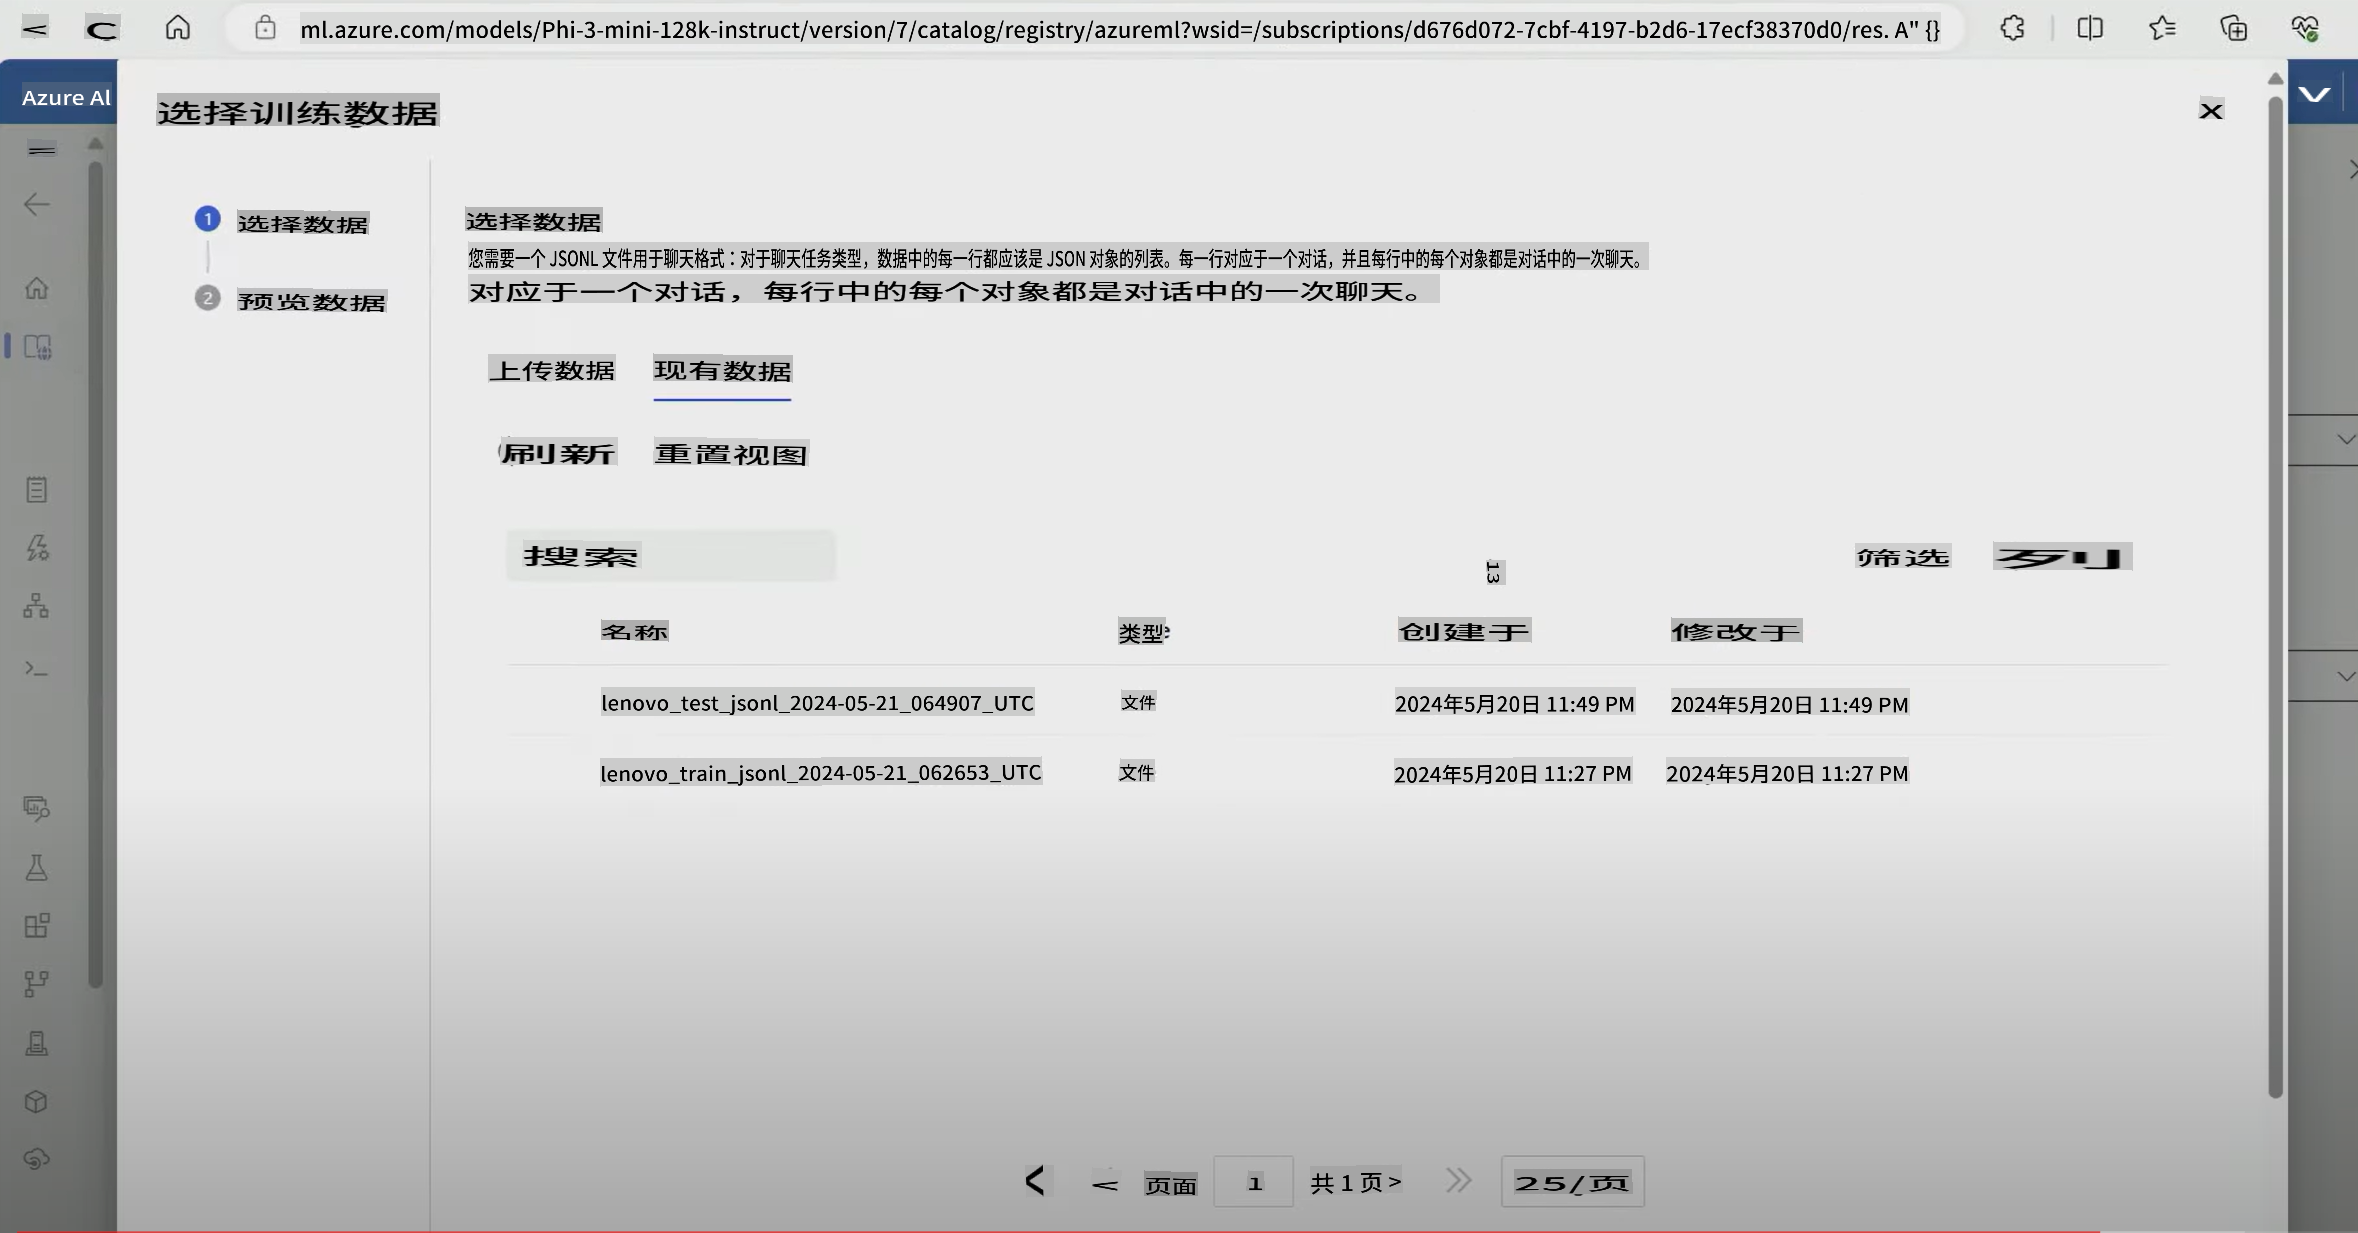 ml.azure.com/models/Phi-3-mini-128k-instruct/version/7/catalog/registry/azureml?wsid=/subscriptions/d676d072-7cbf-4197-b2d6-17ecf38370d0/res. A" {}
Azure Al
选择训练数据
1 选择数据
2 预览数据
选择数据
您需要一个 JSONL 文件用于聊天格式：对于聊天任务类型，数据中的每一行都应该是 JSON 对象的列表。每一行对应于一个对话，并且每行中的每个对象都是对话中的一次聊天。
对应于一个对话，每行中的每个对象都是对话中的一次聊天。
上传数据 现有数据
刷新 重置视图
搜索
13
筛选 列
名称 类型 创建于 修改于
lenovo_test_jsonl_2024-05-21_064907_UTC 文件 2024年5月20日 11:49 PM 2024年5月20日 11:49 PM
lenovo_train_jsonl_2024-05-21_062653_UTC 文件 2024年5月20日 11:27 PM 2024年5月20日 11:27 PM
< < 页面 1 共 1 页 > 25/页